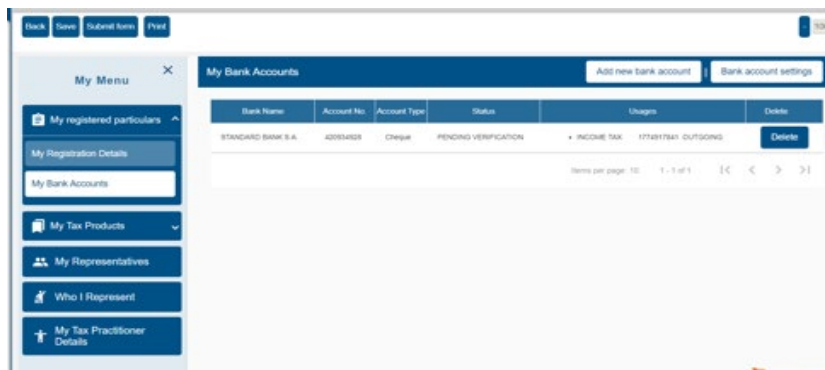 Back Save Submit form Print
My Menu
My registered particulars
My Registration Details
My Bank Accounts
My Tax Products
My Representatives
Who I Represent
My Tax Practitioner
Details
My Bank Accounts
Add new bank account | Bank account settings
Bank Name Account No. Account Type Status Usages Delete
STANDARD BANK S.A. Cheque PENDING VERIFICATION • INCOME TAX OUTGOING Delete
Items per page: 10 1 - 1 of 1